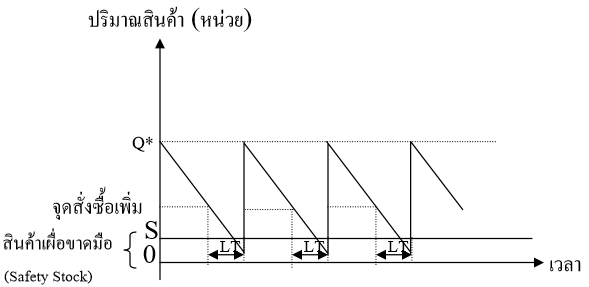 ปริมาณสินค้า (หน่วย)
Q*
จุดสั่งซื้อเพิ่ม
S
สินค้าเผื่อขาดมือ
0
LT LT LT
เวลา
(Safety Stock)